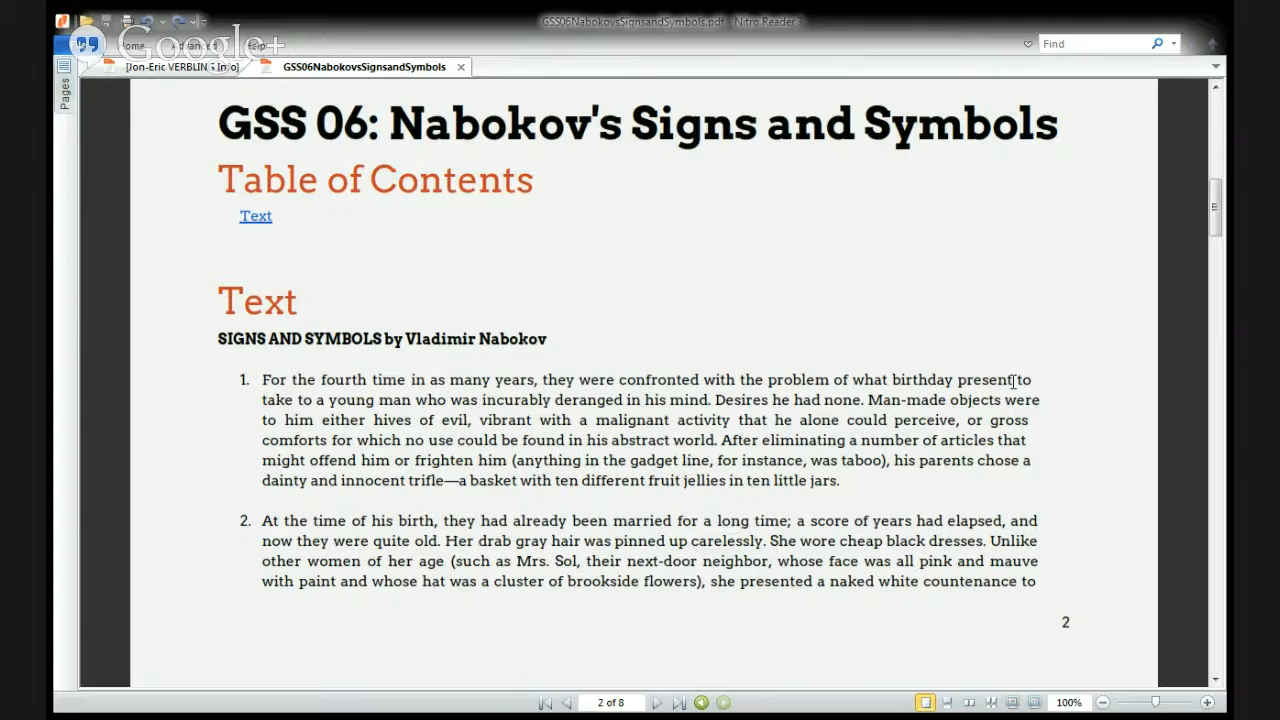 GSS06NabokovsSignsandSymbols.pdf - Nitro Reader 3
Google+
Home Advanced Help
Find
[Jon-Eric VERBLING Info]
GSS06NabokovsSignsandSymbols
Pages
GSS 06: Nabokov's Signs and Symbols
Table of Contents
Text
Text
SIGNS AND SYMBOLS by Vladimir Nabokov
1. For the fourth time in as many years, they were confronted with the problem of what birthday present to
take to a young man who was incurably deranged in his mind. Desires he had none. Man-made objects were
to him either hives of evil, vibrant with a malignant activity that he alone could perceive, or gross
comforts for which no use could be found in his abstract world. After eliminating a number of articles that
might offend him or frighten him (anything in the gadget line, for instance, was taboo), his parents chose a
dainty and innocent trifle—a basket with ten different fruit jellies in ten little jars.
2. At the time of his birth, they had already been married for a long time; a score of years had elapsed, and
now they were quite old. Her drab gray hair was pinned up carelessly. She wore cheap black dresses. Unlike
other women of her age (such as Mrs. Sol, their next-door neighbor, whose face was all pink and mauve
with paint and whose hat was a cluster of brookside flowers), she presented a naked white countenance to
2
2 of 8
100%